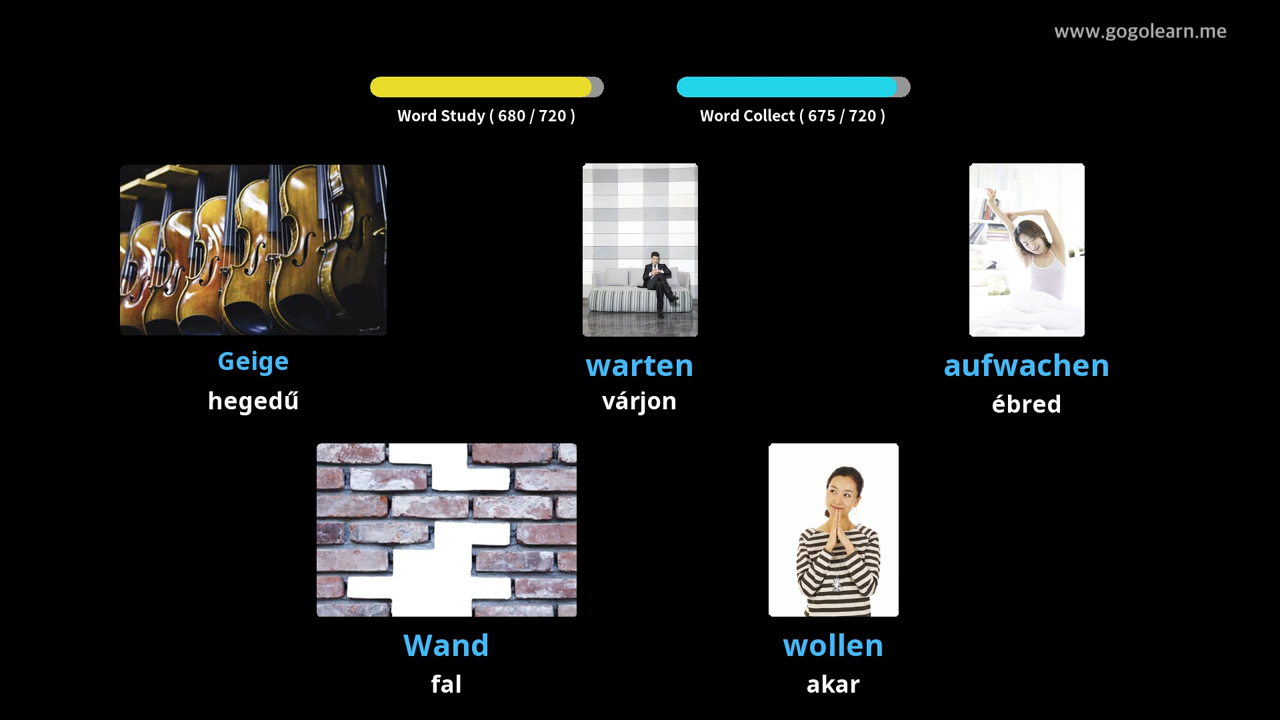 www.gogolearn.me
Word Study ( 680 / 720 )
Word Collect ( 675 / 720 )
Geige
hegedű
warten
várjon
aufwachen
ébred
Wand
fal
wollen
akar